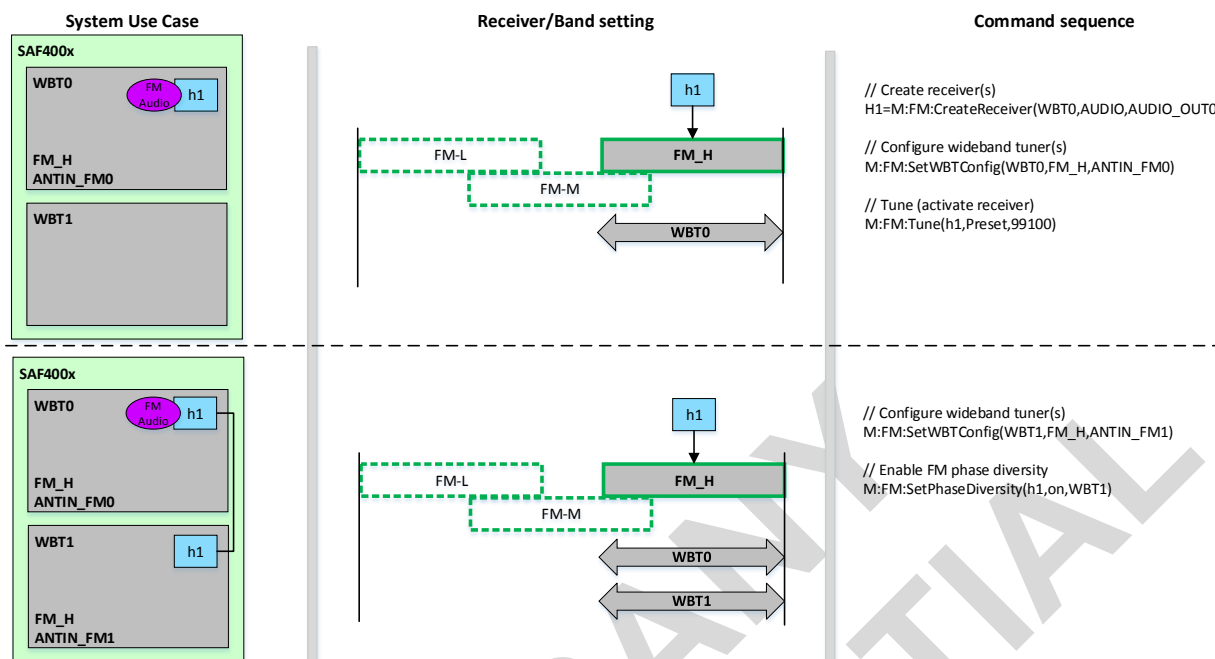 System Use Case
Receiver/Band setting
Command sequence
SAF400x
WBT0
FM
Audio
h1
FM_H
ANTIN_FM0
WBT1
h1
FM-L
FM_H
FM-M
WBT0
// Create receiver(s)
H1=M:FM:CreateReceiver(WBT0,AUDIO,AUDIO_OUT0
// Configure wideband tuner(s)
M:FM:SetWBTConfig(WBT0,FM_H,ANTIN_FM0)
// Tune (activate receiver)
M:FM:Tune(h1,Preset,99100)
SAF400x
WBT0
FM
Audio
h1
FM_H
ANTIN_FM0
WBT1
h1
FM_H
ANTIN_FM1
h1
FM-L
FM_H
FM-M
WBT0
WBT1
// Configure wideband tuner(s)
M:FM:SetWBTConfig(WBT1,FM_H,ANTIN_FM1)
// Enable FM phase diversity
M:FM:SetPhaseDiversity(h1,on,WBT1)
ANY
TIAL